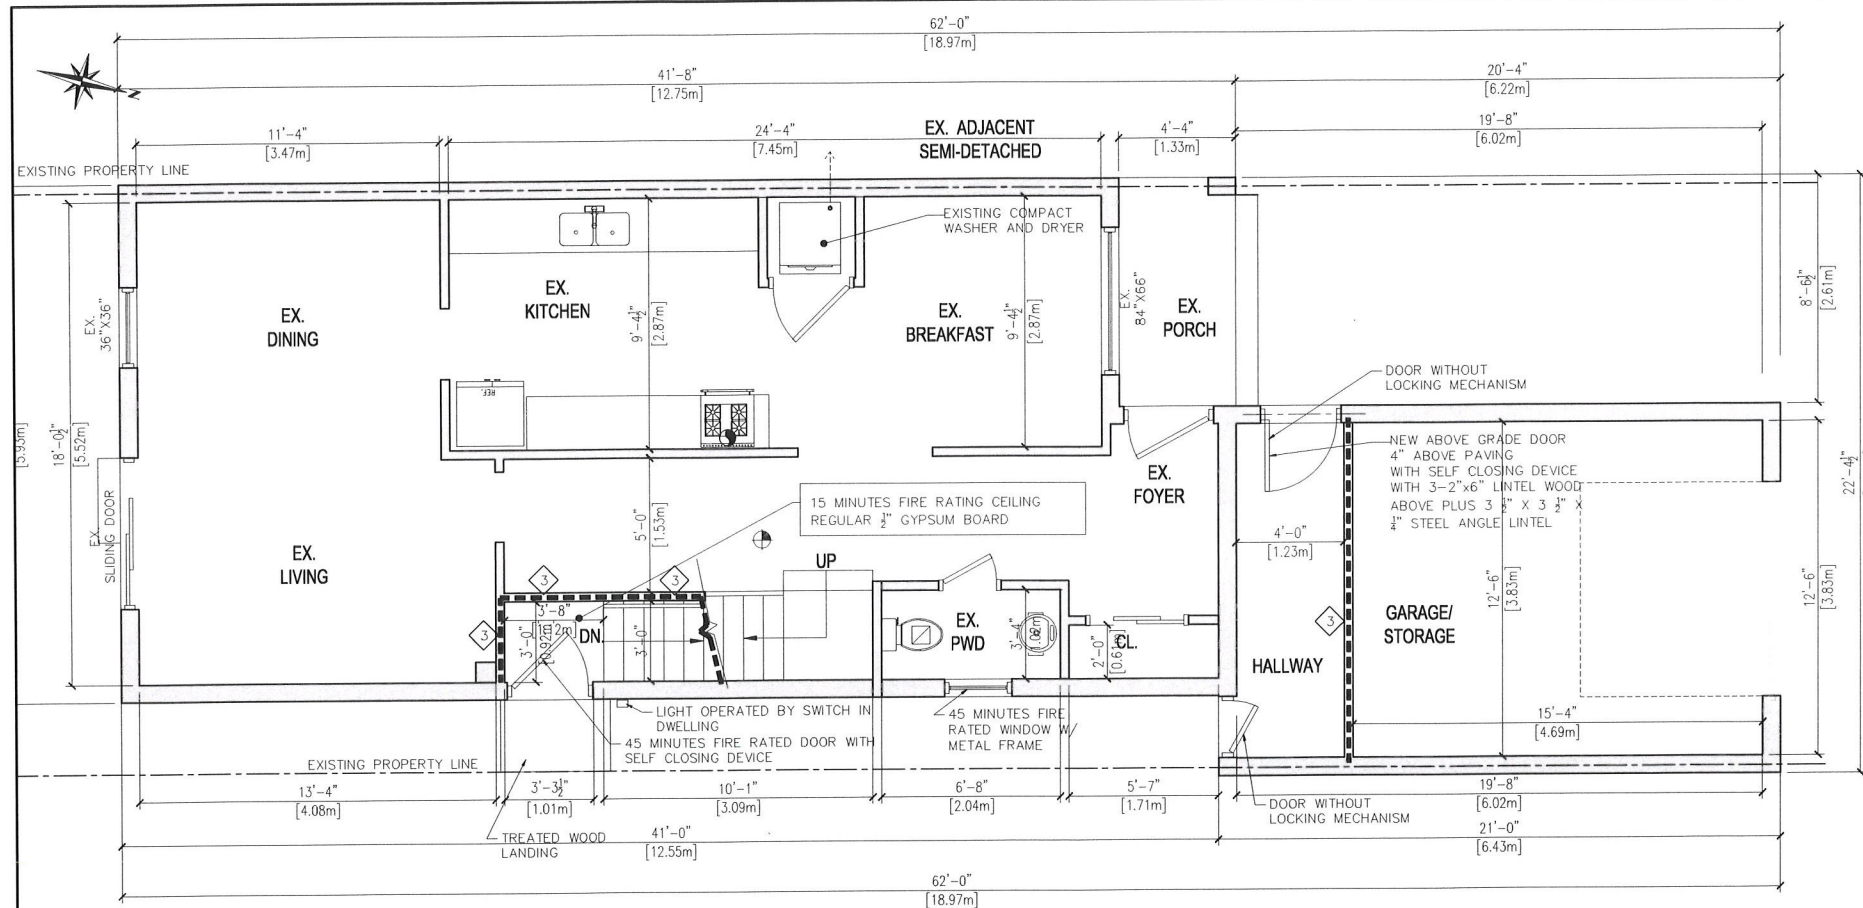 62'-0"
[18.97m]
41'-8"
[12.75m]
20'-4"
[6.22m]
N
11'-4"
[3.47m]
24'-4"
[7.45m]
EX. ADJACENT
SEMI-DETACHED
4'-4"
[1.33m]
19'-8"
[6.02m]
EXISTING PROPERTY LINE
EXISTING COMPACT
WASHER AND DRYER
EX.
36"X36"
EX.
DINING
EX.
KITCHEN
9'-4½"
[2.87m]
EX.
BREAKFAST
9'-4½"
[2.87m]
EX.
84"X66"
EX.
PORCH
8'-6½"
[2.61m]
REF.
DOOR WITHOUT
LOCKING MECHANISM
[5.93m]
18'-0½"
[5.52m]
NEW ABOVE GRADE DOOR
4" ABOVE PAVING
WITH SELF CLOSING DEVICE
WITH 3-2"x6" LINTEL WOOD
ABOVE PLUS 3 ½" X 3 ½" X
¼" STEEL ANGLE LINTEL
22'-4½"
EX.
FOYER
15 MINUTES FIRE RATING CEILING
REGULAR ½" GYPSUM BOARD
5'-0"
[1.53m]
EX.
SLIDING DOOR
EX.
LIVING
UP
4'-0"
[1.23m]
12'-6"
[3.83m]
12'-6"
[3.83m]
3
3
3
3
3'-8"
DN.
3'-0"
[0.92m]
3'-0"
EX.
PWD
3'-4"
[1.02m]
2'-0"
[0.61m]
CL.
HALLWAY
GARAGE/
STORAGE
LIGHT OPERATED BY SWITCH IN
DWELLING
45 MINUTES FIRE RATED DOOR WITH
SELF CLOSING DEVICE
45 MINUTES FIRE
RATED WINDOW W/
METAL FRAME
15'-4"
[4.69m]
EXISTING PROPERTY LINE
13'-4"
[4.08m]
3'-3½"
[1.01m]
10'-1"
[3.09m]
6'-8"
[2.04m]
5'-7"
[1.71m]
19'-8"
[6.02m]
DOOR WITHOUT
LOCKING MECHANISM
TREATED WOOD
LANDING
41'-0"
[12.55m]
21'-0"
[6.43m]
62'-0"
[18.97m]